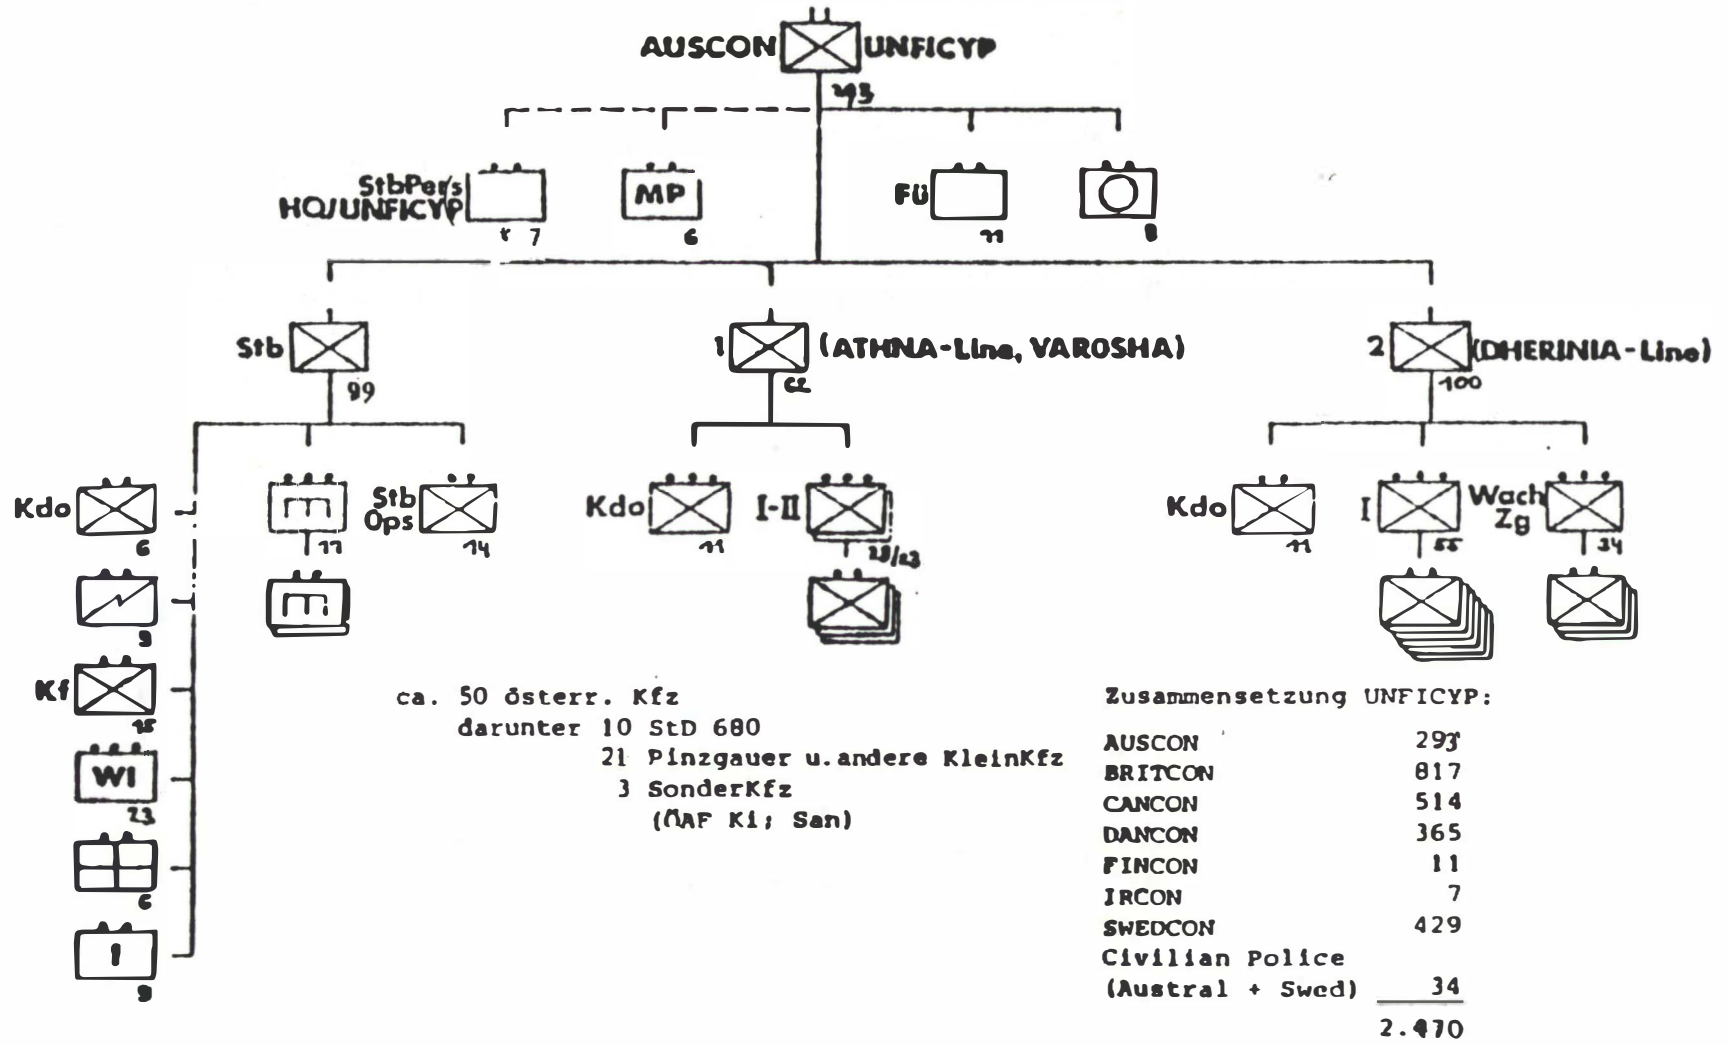 AUSCON UNFICYP
293
StbPers
HQ/UNFICYP
7
MP
6
Fü
11
8
Stb
99
1 (ATHNA-Line, VAROSHA)
62
2 (DHERINIA-Line)
100
Kdo
6
11
Stb
Ops
14
Kdo
11
I-II
28/23
Kdo
11
I
55
Wach
Zg
34
9
Kf
15
WI
23
6
I
9
ca. 50 österr. Kfz
darunter 10 StD 680
21 Pinzgauer u. andere KleinKfz
3 SonderKfz
(ÖAF Ki; San)
Zusammensetzung UNFICYP:
AUSCON 293
BRITCON 817
CANCON 514
DANCON 365
FINCON 11
IRCON 7
SWEDCON 429
Civilian Police
(Austral + Swed) 34
2.470